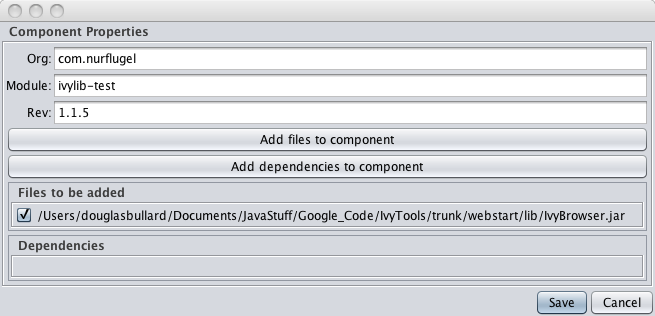 Component Properties
Org: com.nurflugel
Module: ivylib-test
Rev: 1.1.5
Add files to component
Add dependencies to component
Files to be added
/Users/douglasbullard/Documents/JavaStuff/Google_Code/IvyTools/trunk/webstart/lib/IvyBrowser.jar
Dependencies
Save Cancel